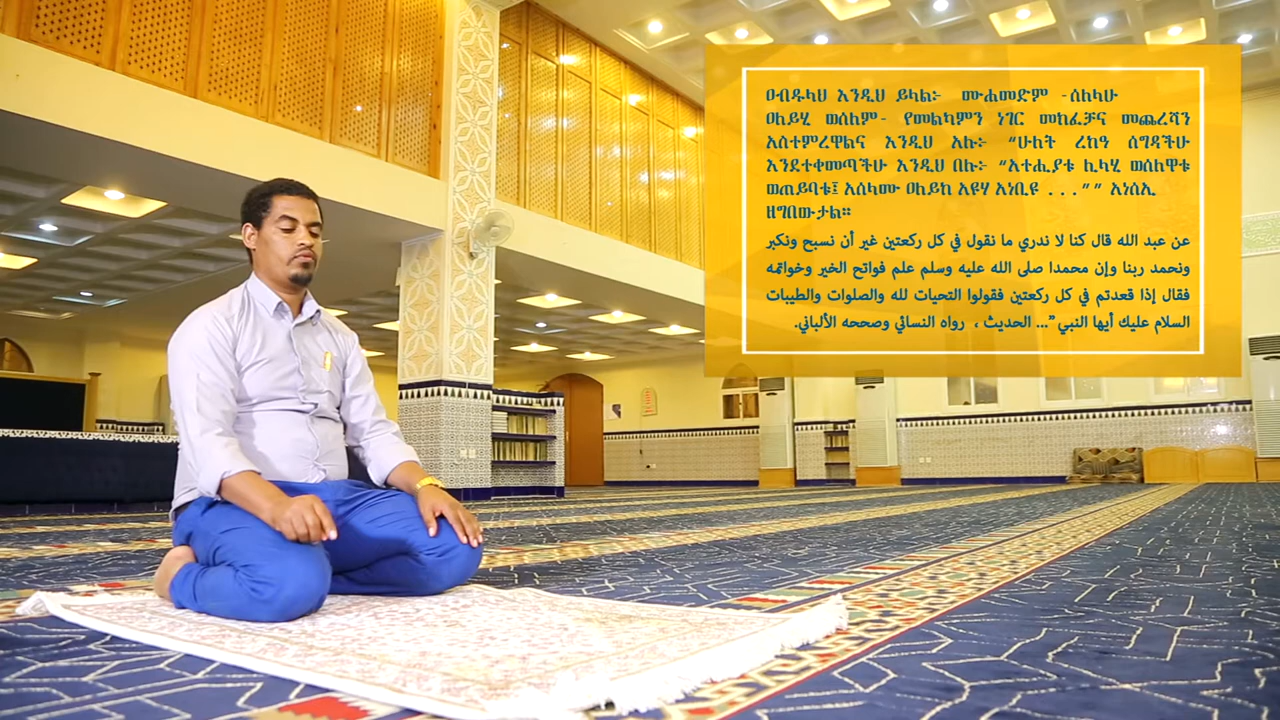 ዐብዱላህ እንዲህ ይላል፦ ሙሐመድም -ሰለላሁ
ዐለይሂ ወሰለም- የመልካምን ነገር መክፈቻና መጨረሻን
አስተምረዋልና እንዲህ አሉ፦ “ሁለት ረከዓ ሰግዳችሁ
እንደተቀመጣችሁ እንዲህ በሉ፦ “አተሒያቱ ሊላሂ ወሰለዋቱ
ወጠይባቱ፤ አሰላሙ ዐለይከ አዩሃ አነቢዩ ...”” አነሰኢ
ዘግበውታል።
عن عبد الله قال كنا لا ندري ما نقول في كل ركعتين غير أن نسبح ونكبر
ونحمد ربنا وإن محمدا صلى الله عليه وسلم علم فواتح الخير وخواتمه
فقال إذا قعدتم في كل ركعتين فقولوا التحيات لله والصلوات والطيبات
السلام عليك أيها النبي”... الحديث ، رواه النسائي وصححه الألباني.